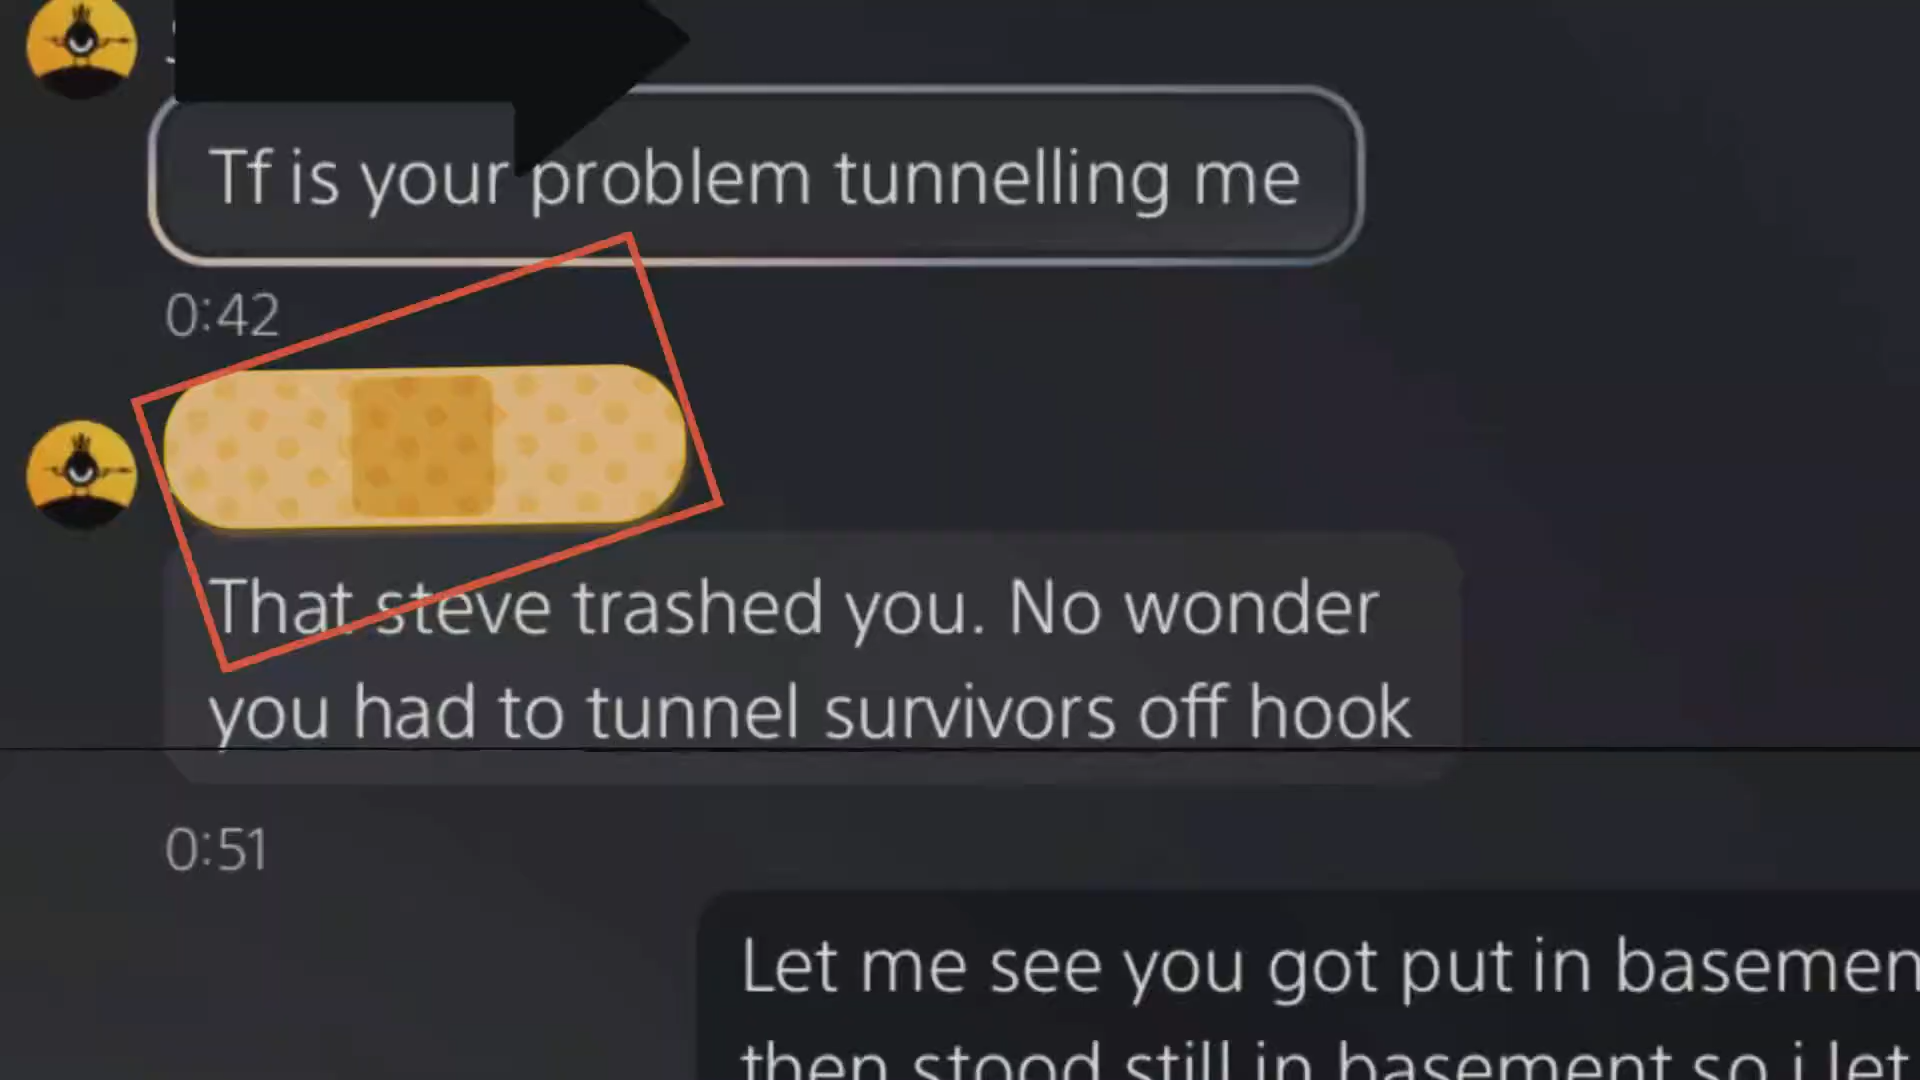 Tf is your problem tunnelling me
0:42
That steve trashed you. No wonder
you had to tunnel survivors off hook
0:51
Let me see you got put in basemen
then stood still in basement so i let